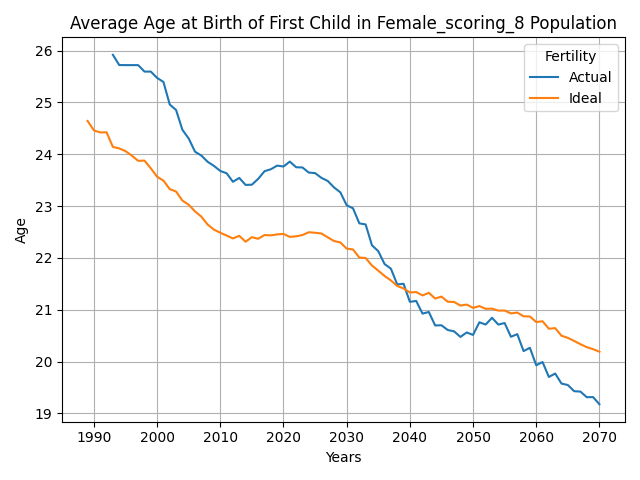 Average Age at Birth of First Child in Female_scoring_8 Population
Fertility
Actual
Ideal
Age
26
25
24
23
22
21
20
19
1990 2000 2010 2020 2030 2040 2050 2060 2070
Years